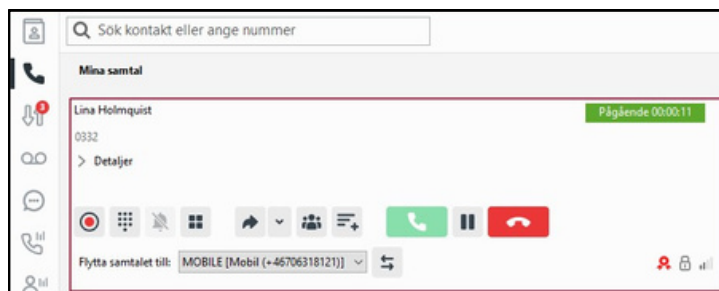 Sök kontakt eller ange nummer
Mina samtal
3
Lina Holmquist
Pågående 00:00:11
0332
Detaljer
Flytta samtalet till: MOBILE [Mobil (+46706318121)]